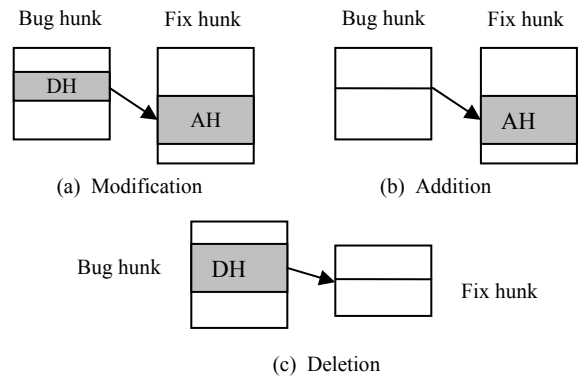 Bug hunk Fix hunk Bug hunk Fix hunk
DH AH AH
(a) Modification (b) Addition
Bug hunk DH Fix hunk
(c) Deletion